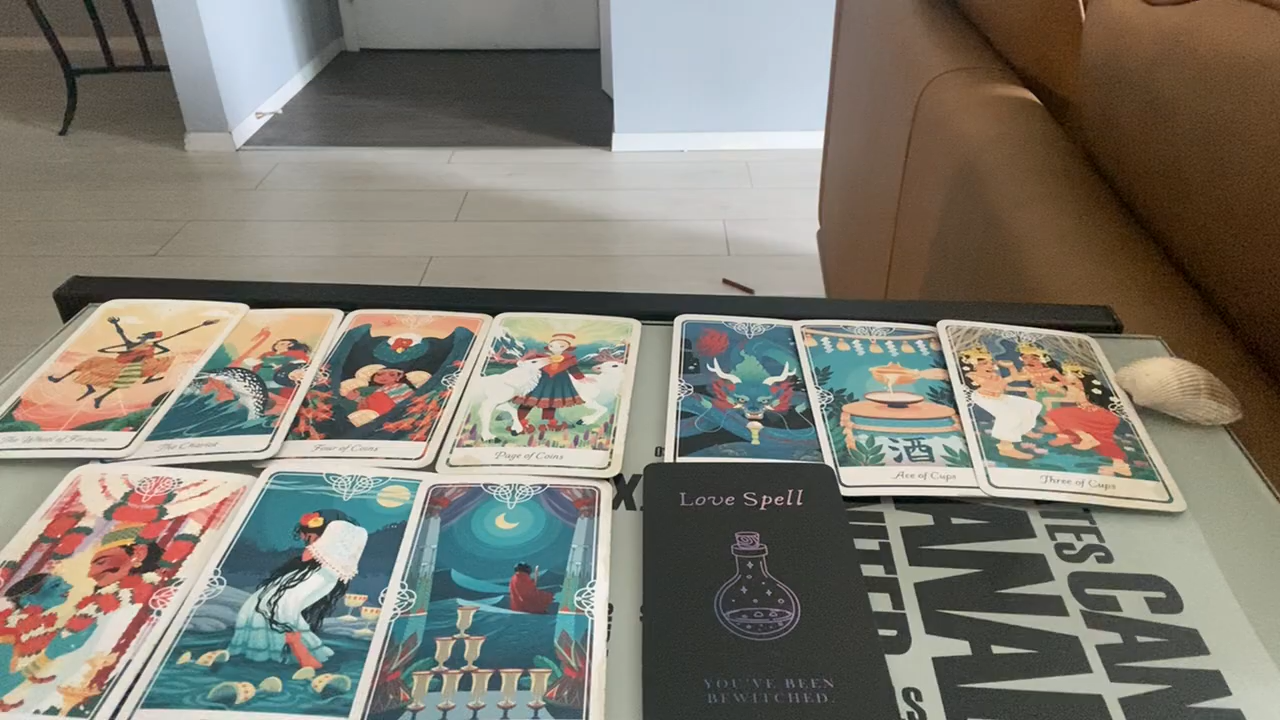 The Wheel of Fortune
The Chariot
Four of Coins
Page of Coins
酒
Ace of Cups
Three of Cups
Love Spell
YOU'VE BEEN
BEWITCHED.